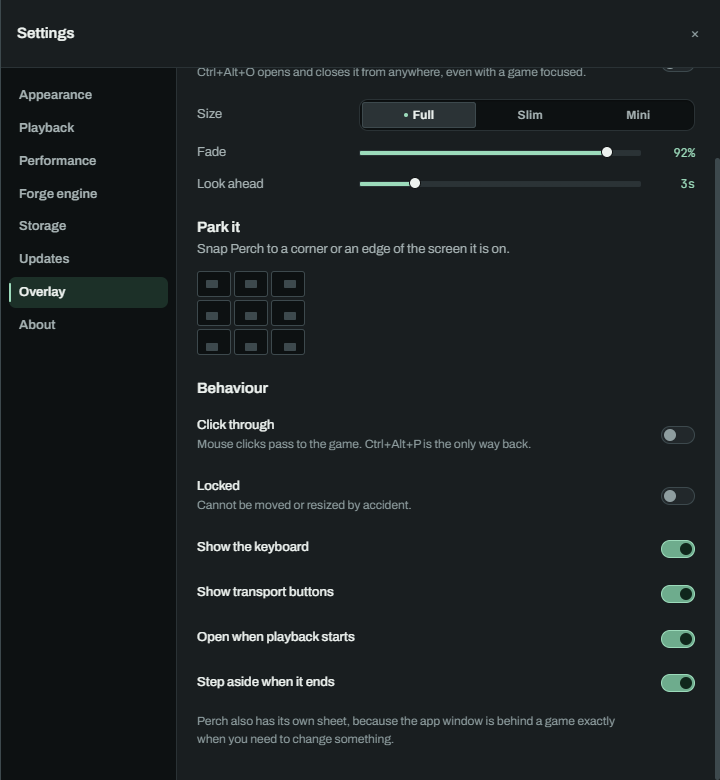 Settings
×
Appearance
Playback
Performance
Forge engine
Storage
Updates
Overlay
About
Ctrl+Alt+O opens and closes it from anywhere, even with a game focused.
Size
Full
Slim
Mini
Fade
92%
Look ahead
3s
Park it
Snap Perch to a corner or an edge of the screen it is on.
Behaviour
Click through
Mouse clicks pass to the game. Ctrl+Alt+P is the only way back.
Locked
Cannot be moved or resized by accident.
Show the keyboard
Show transport buttons
Open when playback starts
Step aside when it ends
Perch also has its own sheet, because the app window is behind a game exactly
when you need to change something.